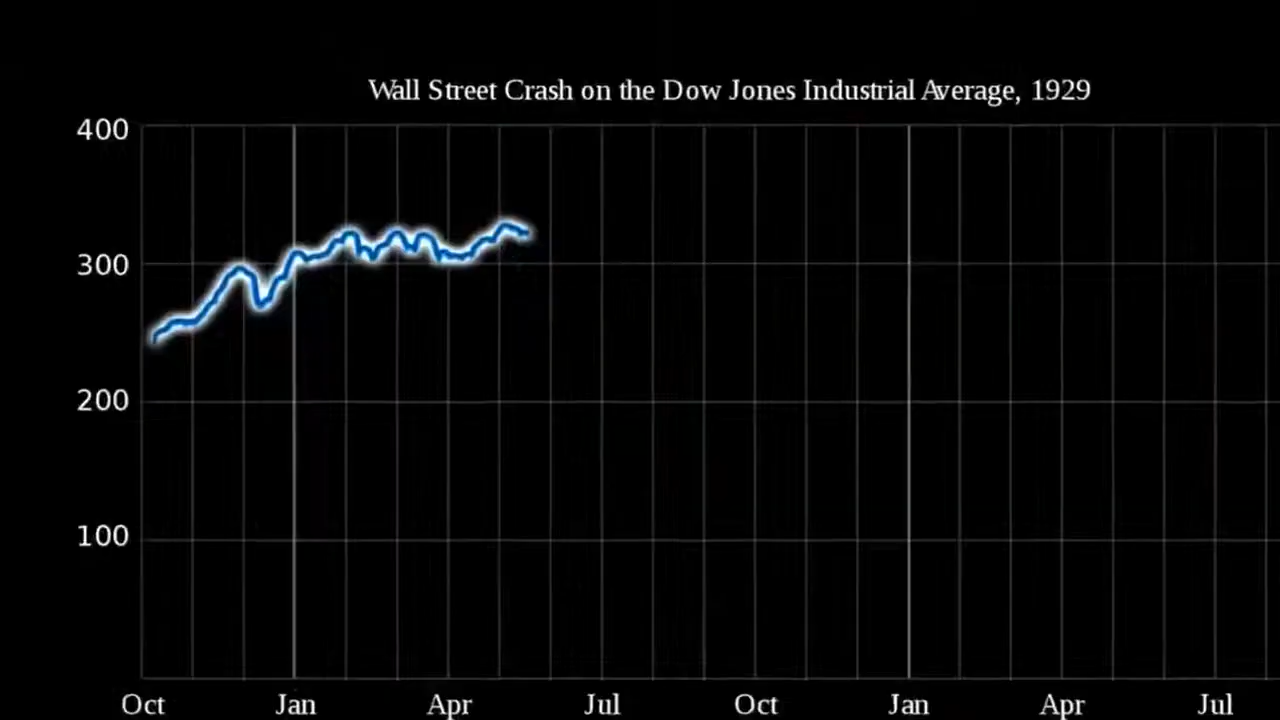 Wall Street Crash on the Dow Jones Industrial Average, 1929
400
300
200
100
Oct Jan Apr Jul Oct Jan Apr Jul